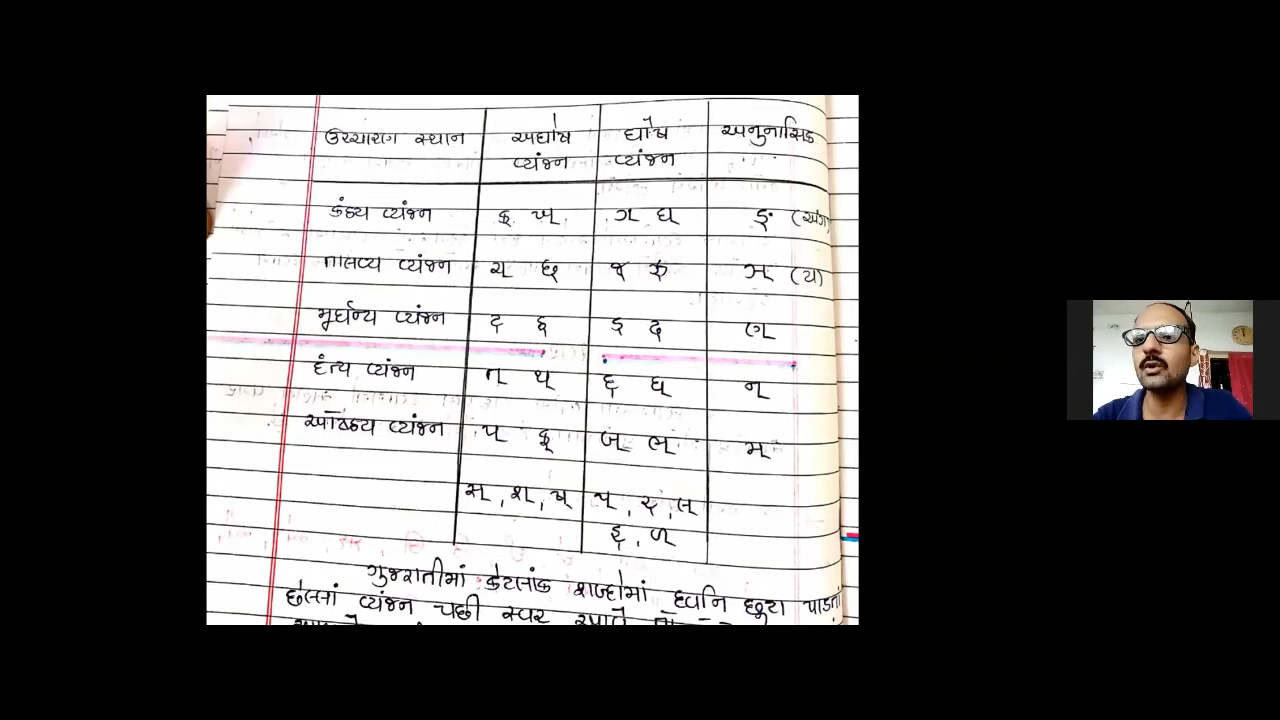 ઉચ્ચારણ સ્થાન અઘોષ વ્યંજન ઘોષ વ્યંજન અનુનાસિક
કંઠ્ય વ્યંજન ક્ ખ્ ગ્ ઘ્ ઙ્ (અંગ)
તાલવ્ય વ્યંજન ચ્ છ્ જ્ ઝ્ ઞ્ (ય)
મૂર્ધન્ય વ્યંજન ટ્ ઠ્ ડ્ ઢ્ ણ્
દંત્ય વ્યંજન ત્ થ્ દ્ ધ્ ન્
ઓષ્ઠ્ય વ્યંજન પ્ ફ્ બ્ ભ્ મ્
સ્, શ્, ષ્ ય્, ર્, લ્
હ્, ળ્
ગુજરાતીમાં કેટલાંક શબ્દોમાં ધ્વનિ છૂટા પાડતાં
છેલ્લાં વ્યંજન પછી સ્વર આવે